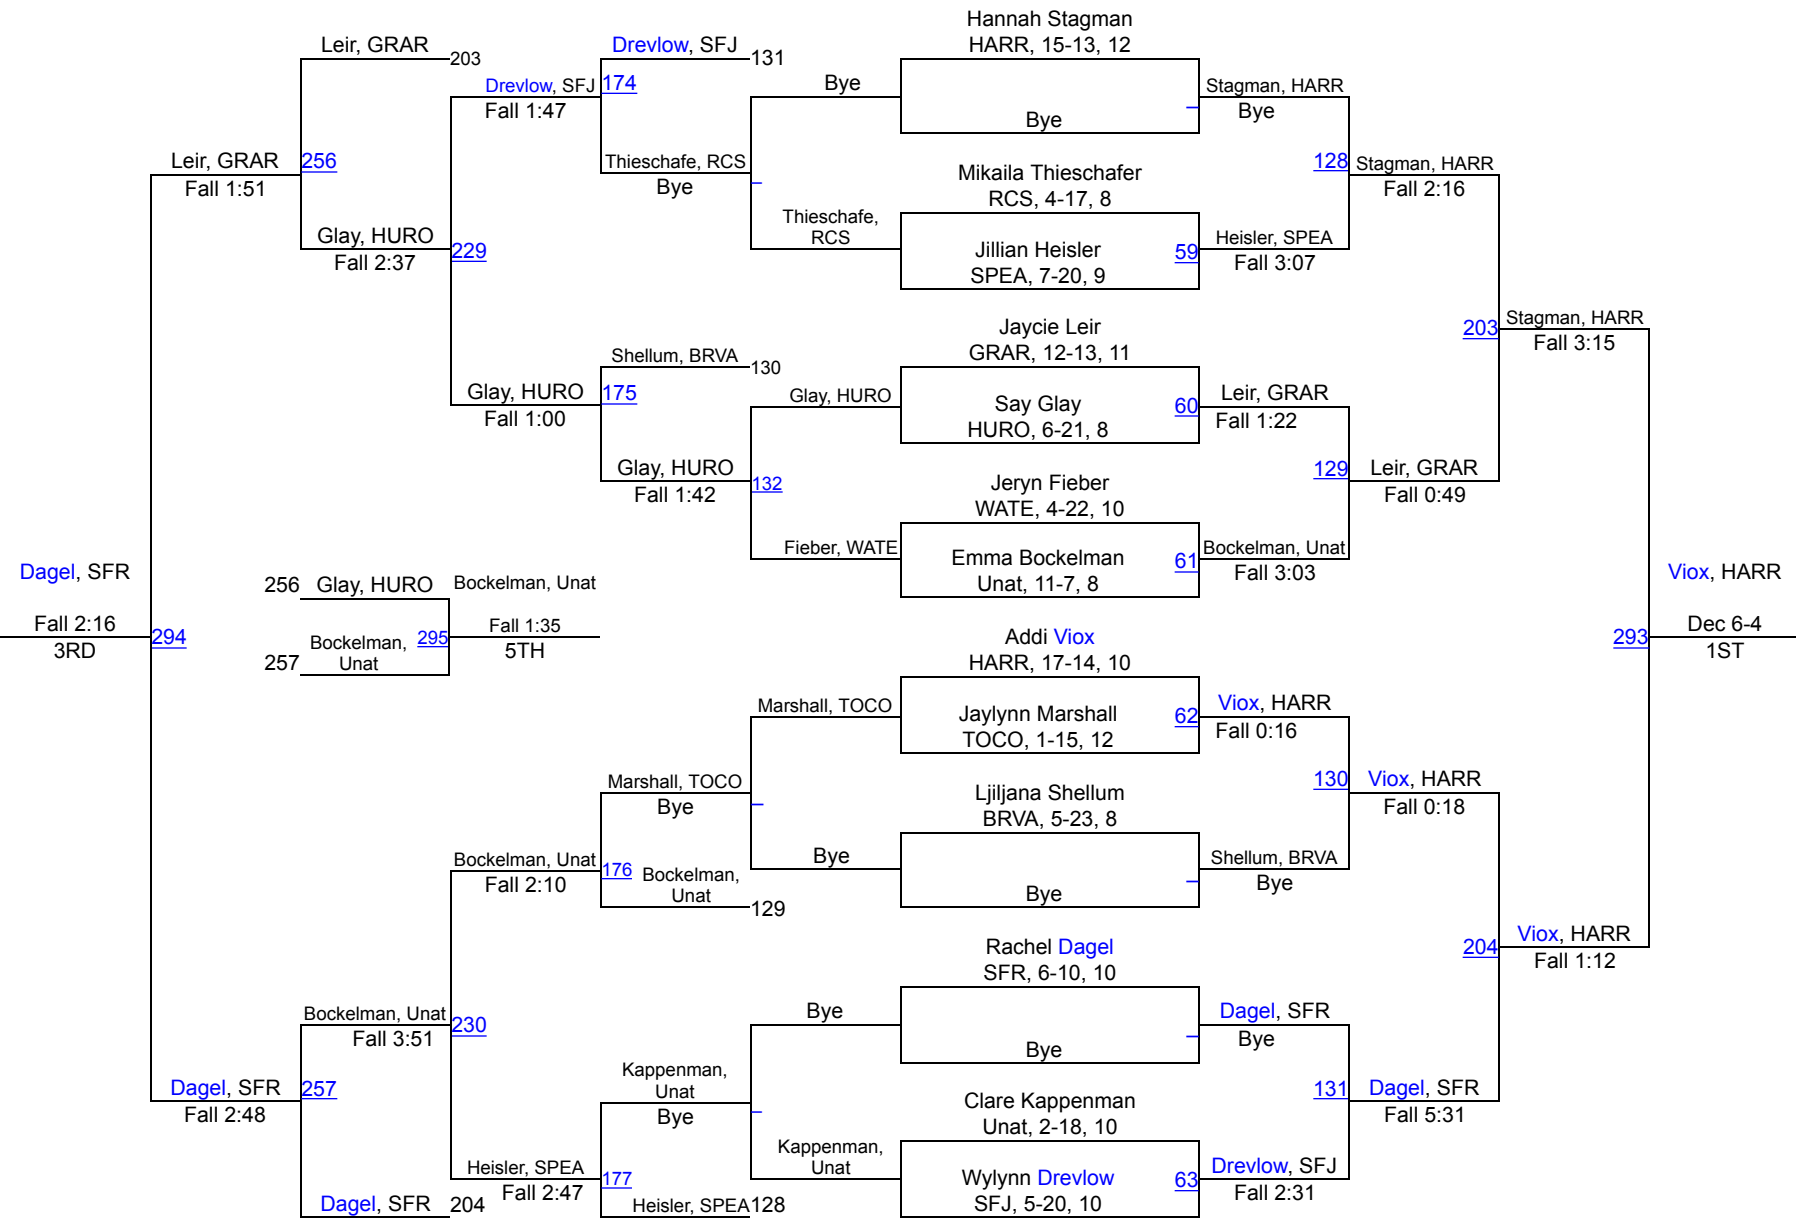 Hannah Stagman
HARR, 15-13, 12
Leir, GRAR
203
Drevlow, SFJ
131
Drevlow, SFJ
174
Bye
Stagman, HARR
Fall 1:47
Bye
Bye
Leir, GRAR
256
Thieschafe, RCS
128
Stagman, HARR
Fall 1:51
Bye
Mikaila Thieschafer
RCS, 4-17, 8
Fall 2:16
Thieschafe,
RCS
Glay, HURO
229
Jillian Heisler
SPEA, 7-20, 9
59
Heisler, SPEA
Fall 2:37
Fall 3:07
Jaycie Leir
GRAR, 12-13, 11
203
Stagman, HARR
Fall 3:15
Shellum, BRVA
130
Glay, HURO
175
Glay, HURO
Say Glay
HURO, 6-21, 8
60
Leir, GRAR
Fall 1:00
Fall 1:22
Glay, HURO
132
129
Leir, GRAR
Fall 1:42
Jeryn Fieber
WATE, 4-22, 10
Fall 0:49
Fieber, WATE
Emma Bockelman
Unat, 11-7, 8
61
Bockelman, Unat
Fall 3:03
Dagel, SFR
256
Glay, HURO
Bockelman, Unat
Viox, HARR
Fall 2:16
294
Bockelman,
Unat
295
Fall 1:35
293
Dec 6-4
3RD
257
5TH
1ST
Addi Viox
HARR, 17-14, 10
Marshall, TOCO
Jaylynn Marshall
TOCO, 1-15, 12
62
Viox, HARR
Fall 0:16
Marshall, TOCO
Bye
Ljiljana Shellum
BRVA, 5-23, 8
130
Viox, HARR
Fall 0:18
Bockelman, Unat
176
Bockelman,
Unat
Bye
Shellum, BRVA
Fall 2:10
129
Bye
Bye
Rachel Dagel
SFR, 6-10, 10
204
Viox, HARR
Fall 1:12
Bockelman, Unat
230
Bye
Dagel, SFR
Fall 3:51
Bye
Bye
Kappenman,
Unat
Dagel, SFR
257
Bye
Clare Kappenman
Unat, 2-18, 10
131
Dagel, SFR
Fall 2:48
Fall 5:31
Kappenman,
Unat
Heisler, SPEA
177
Wylynn Drevlow
SFJ, 5-20, 10
63
Drevlow, SFJ
Fall 2:47
Fall 2:31
Dagel, SFR
204
Heisler, SPEA
128